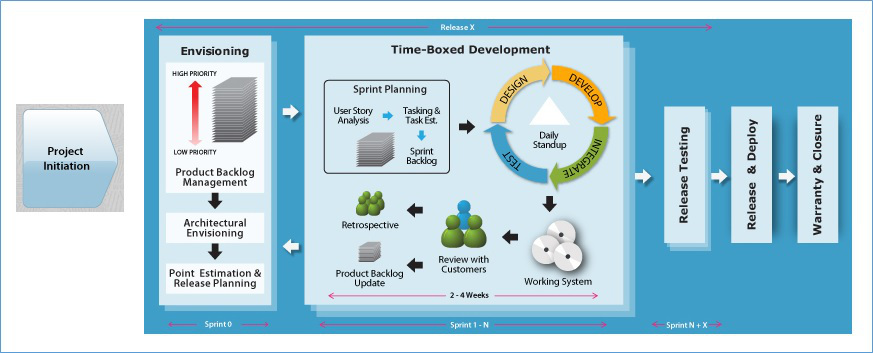 Release X
Project
Initiation
Envisioning
HIGH PRIORITY
LOW PRIORITY
Product Backlog
Management
Architectural
Envisioning
Point Estimation &
Release Planning
Sprint 0
Time-Boxed Development
Sprint Planning
User Story
Analysis
Tasking &
Task Est.
Sprint
Backlog
DESIGN
DEVELOP
INTEGRATE
TEST
Daily
Standup
Retrospective
Product Backlog
Update
Review with
Customers
Working System
2 - 4 Weeks
Sprint 1 - N
Release Testing
Release & Deploy
Warranty & Closure
Sprint N + X